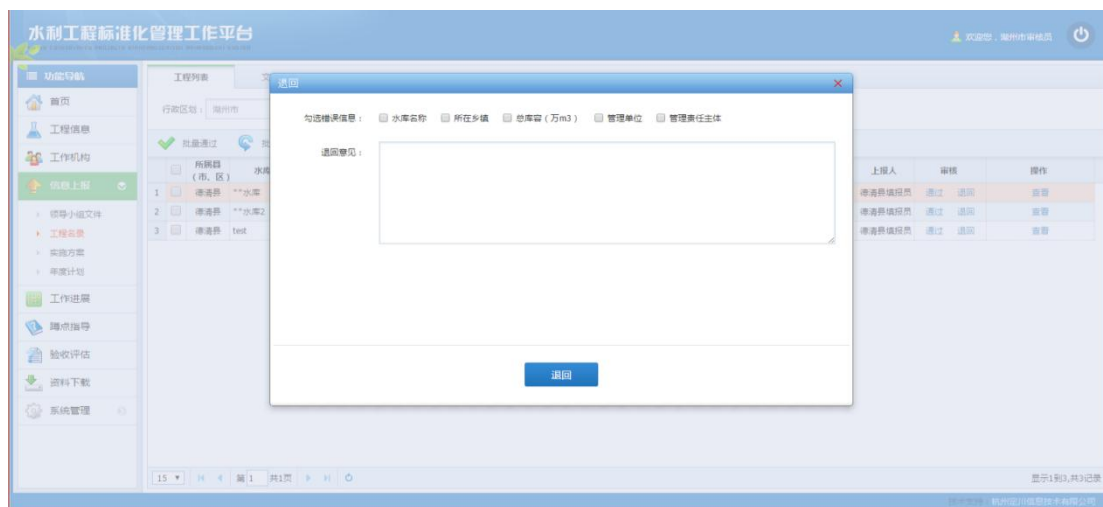 水利工程标准化管理工作平台
欢迎您，湖州市审核员
功能导航
首页
工程信息
工作机构
信息上报
领导小组文件
工程名录
实施方案
年度计划
工作进展
蹲点指导
验收评估
资料下载
系统管理
工程列表
行政区划： 湖州市
批量通过
退回
勾选错误信息： 水库名称 所在乡镇 总库容（万m3） 管理单位 管理责任主体
退回意见：
退回
所属县（市、区） 上报人 审核 操作
1 德清县 **水库 德清县填报员 通过 退回 查看
2 德清县 **水库2 德清县填报员 通过 退回 查看
3 德清县 test 德清县填报员 通过 退回 查看
15 第 1 共1页 显示1到3,共3记录